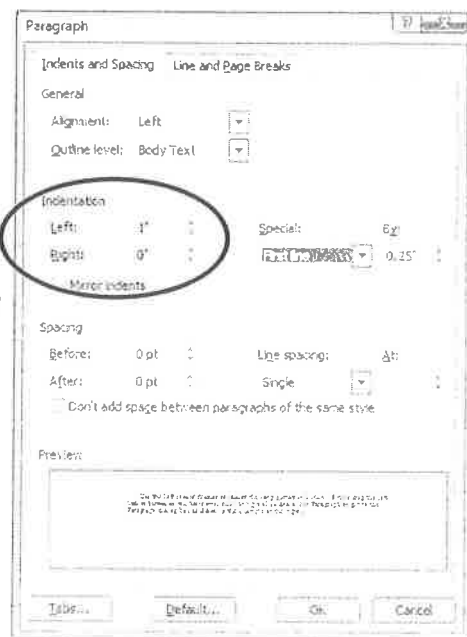 Paragraph ?
Indents and Spacing Line and Page Breaks
General
Alignment: Left
Outline level: Body Text
Indentation
Left: 1" Special: By:
Right: 0" 0.25"
Mirror indents
Spacing
Before: 0 pt Line spacing: At:
After: 0 pt Single
Don't add space between paragraphs of the same style
Preview
Tabs... Default... OK Cancel